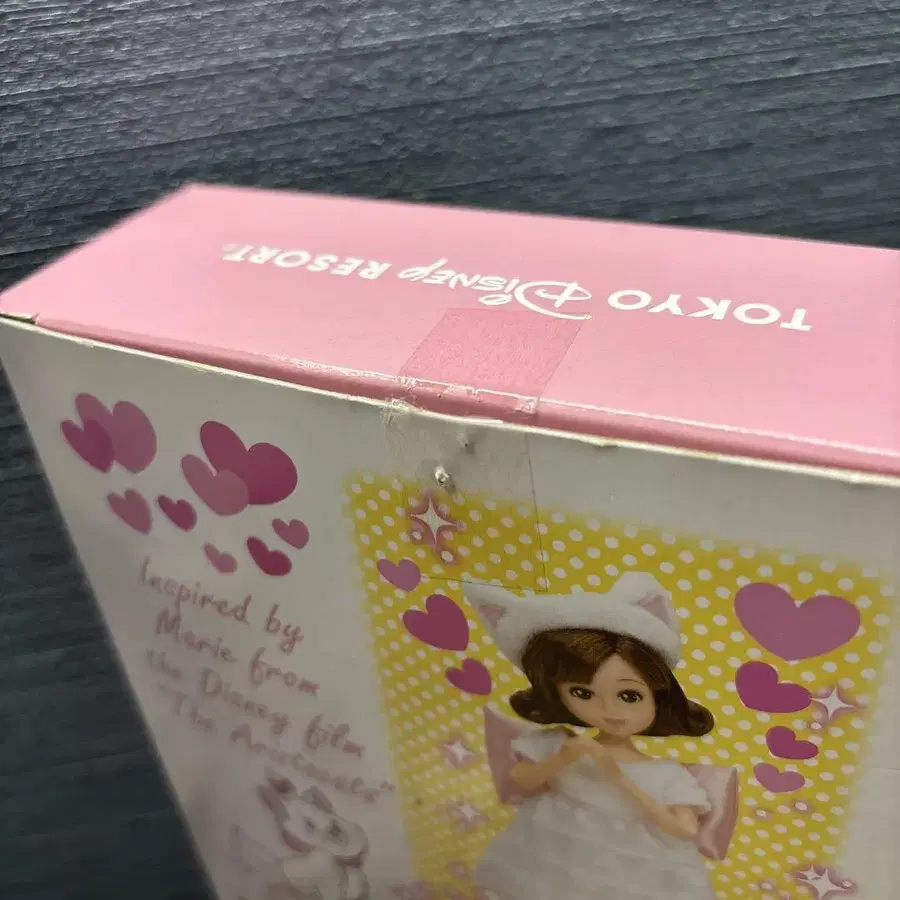 TOKYO Disney RESORT®
Inspired by
Marie from
the Disney film
"The Aristocats"